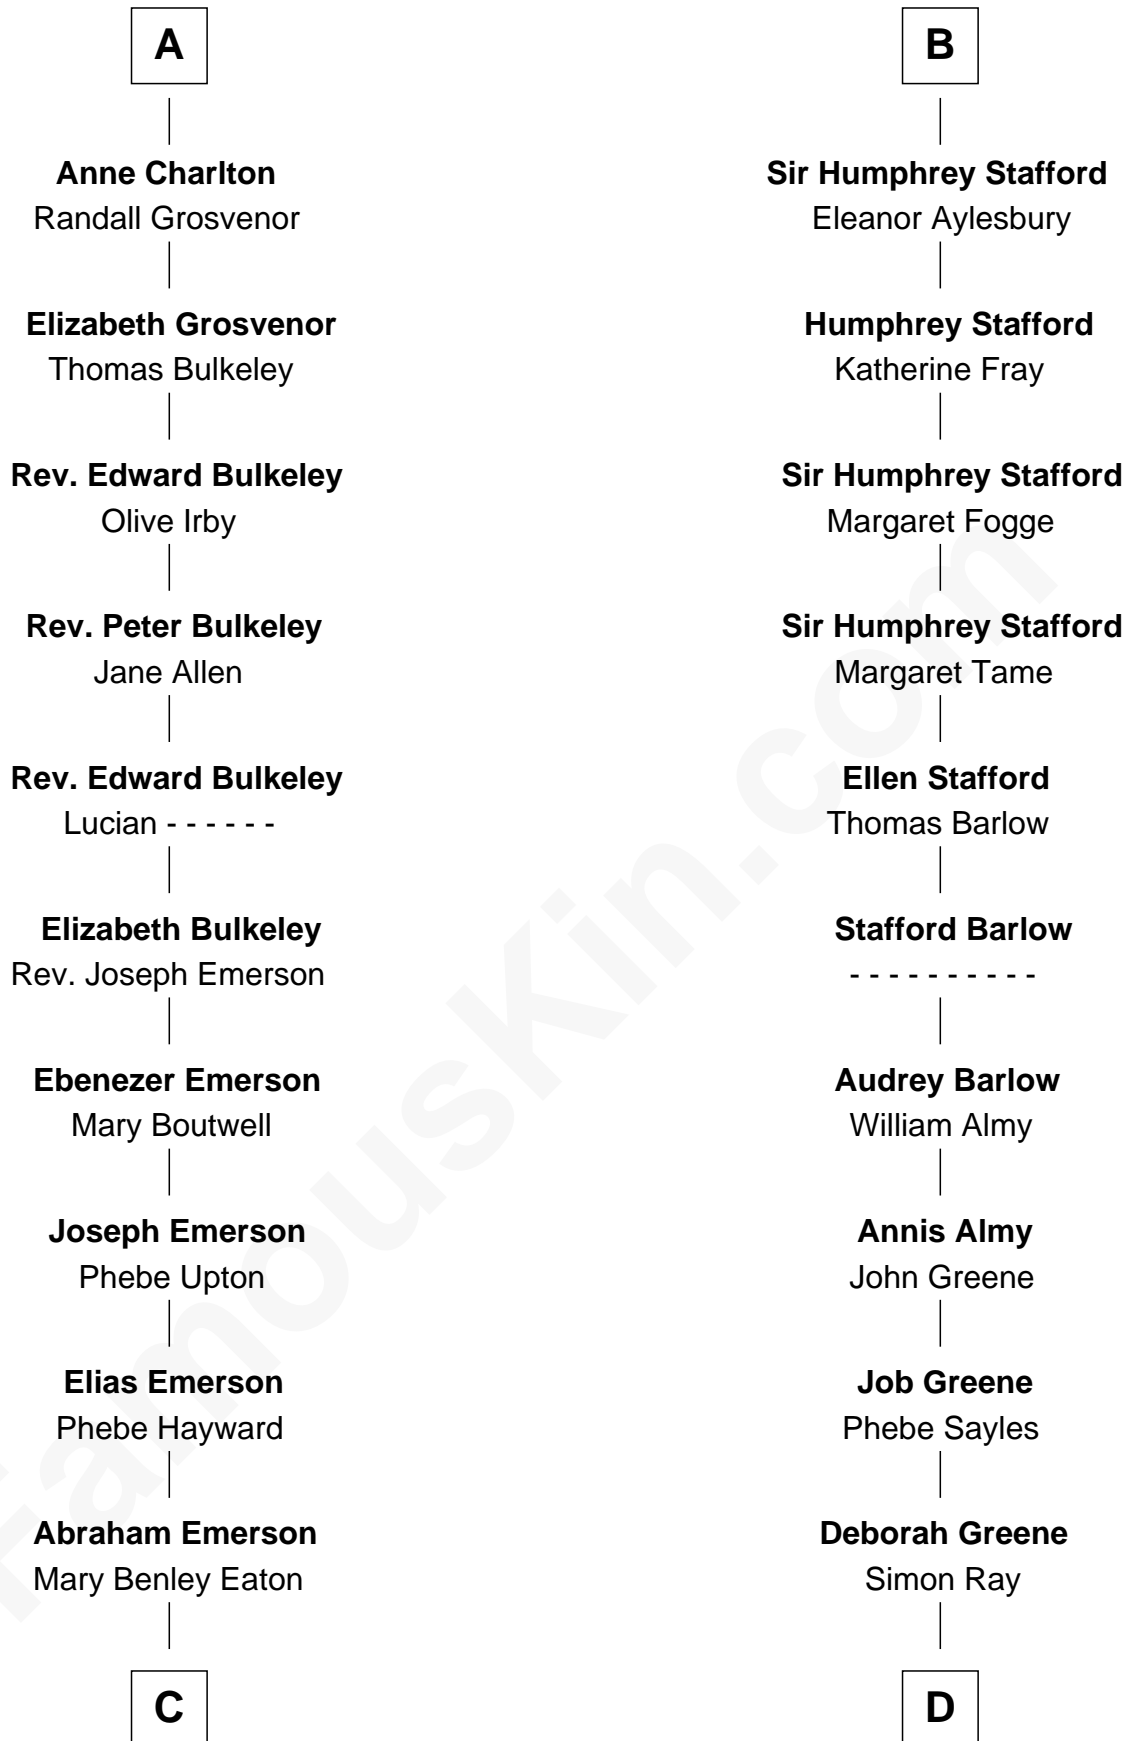 A
Anne Charlton
Randall Grosvenor
Elizabeth Grosvenor
Thomas Bulkeley
Rev. Edward Bulkeley
Olive Irby
Rev. Peter Bulkeley
Jane Allen
Rev. Edward Bulkeley
Lucian - - - - - -
Elizabeth Bulkeley
Rev. Joseph Emerson
Ebenezer Emerson
Mary Boutwell
Joseph Emerson
Phebe Upton
Elias Emerson
Phebe Hayward
Abraham Emerson
Mary Benley Eaton
C
B
Sir Humphrey Stafford
Eleanor Aylesbury
Humphrey Stafford
Katherine Fray
Sir Humphrey Stafford
Margaret Fogge
Sir Humphrey Stafford
Margaret Tame
Ellen Stafford
Thomas Barlow
Stafford Barlow
- - - - - - - - - -
Audrey Barlow
William Almy
Annis Almy
John Greene
Job Greene
Phebe Sayles
Deborah Greene
Simon Ray
D
FamousKin.com